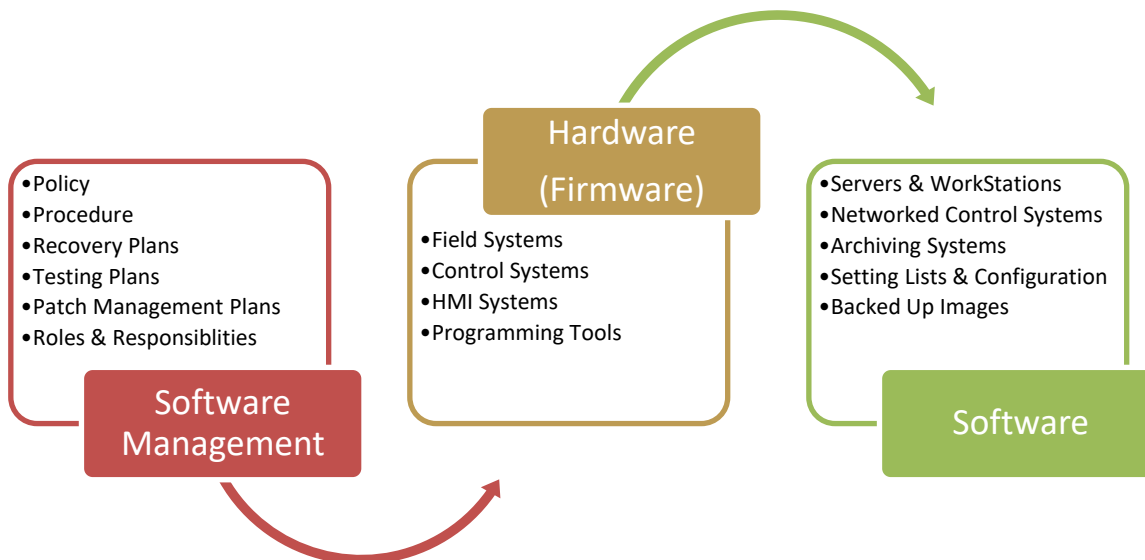 •Policy
•Procedure
•Recovery Plans
•Testing Plans
•Patch Management Plans
•Roles & Responsiblities
Software
Management
Hardware
(Firmware)
•Field Systems
•Control Systems
•HMI Systems
•Programming Tools
•Servers & WorkStations
•Networked Control Systems
•Archiving Systems
•Setting Lists & Configuration
•Backed Up Images
Software